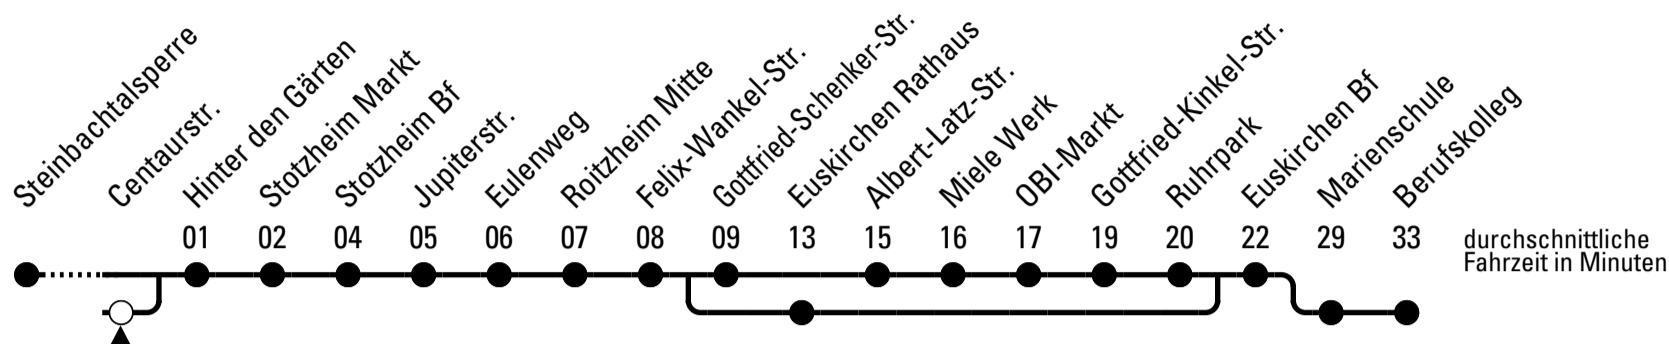 Steinbachtalsperre
Centaurstr.
Hinter den Gärten
Stotzheim Markt
Stotzheim Bf
Jupiterstr.
Eulenweg
Roitzheim Mitte
Felix-Wankel-Str.
Gottfried-Schenker-Str.
Euskirchen Rathaus
Albert-Latz-Str.
Miele Werk
OBI-Markt
Gottfried-Kinkel-Str.
Ruhrpark
Euskirchen Bf
Marienschule
Berufskolleg
01 02 04 05 06 07 08 09 13 15 16 17 19 20 22 29 33
durchschnittliche
Fahrzeit in Minuten